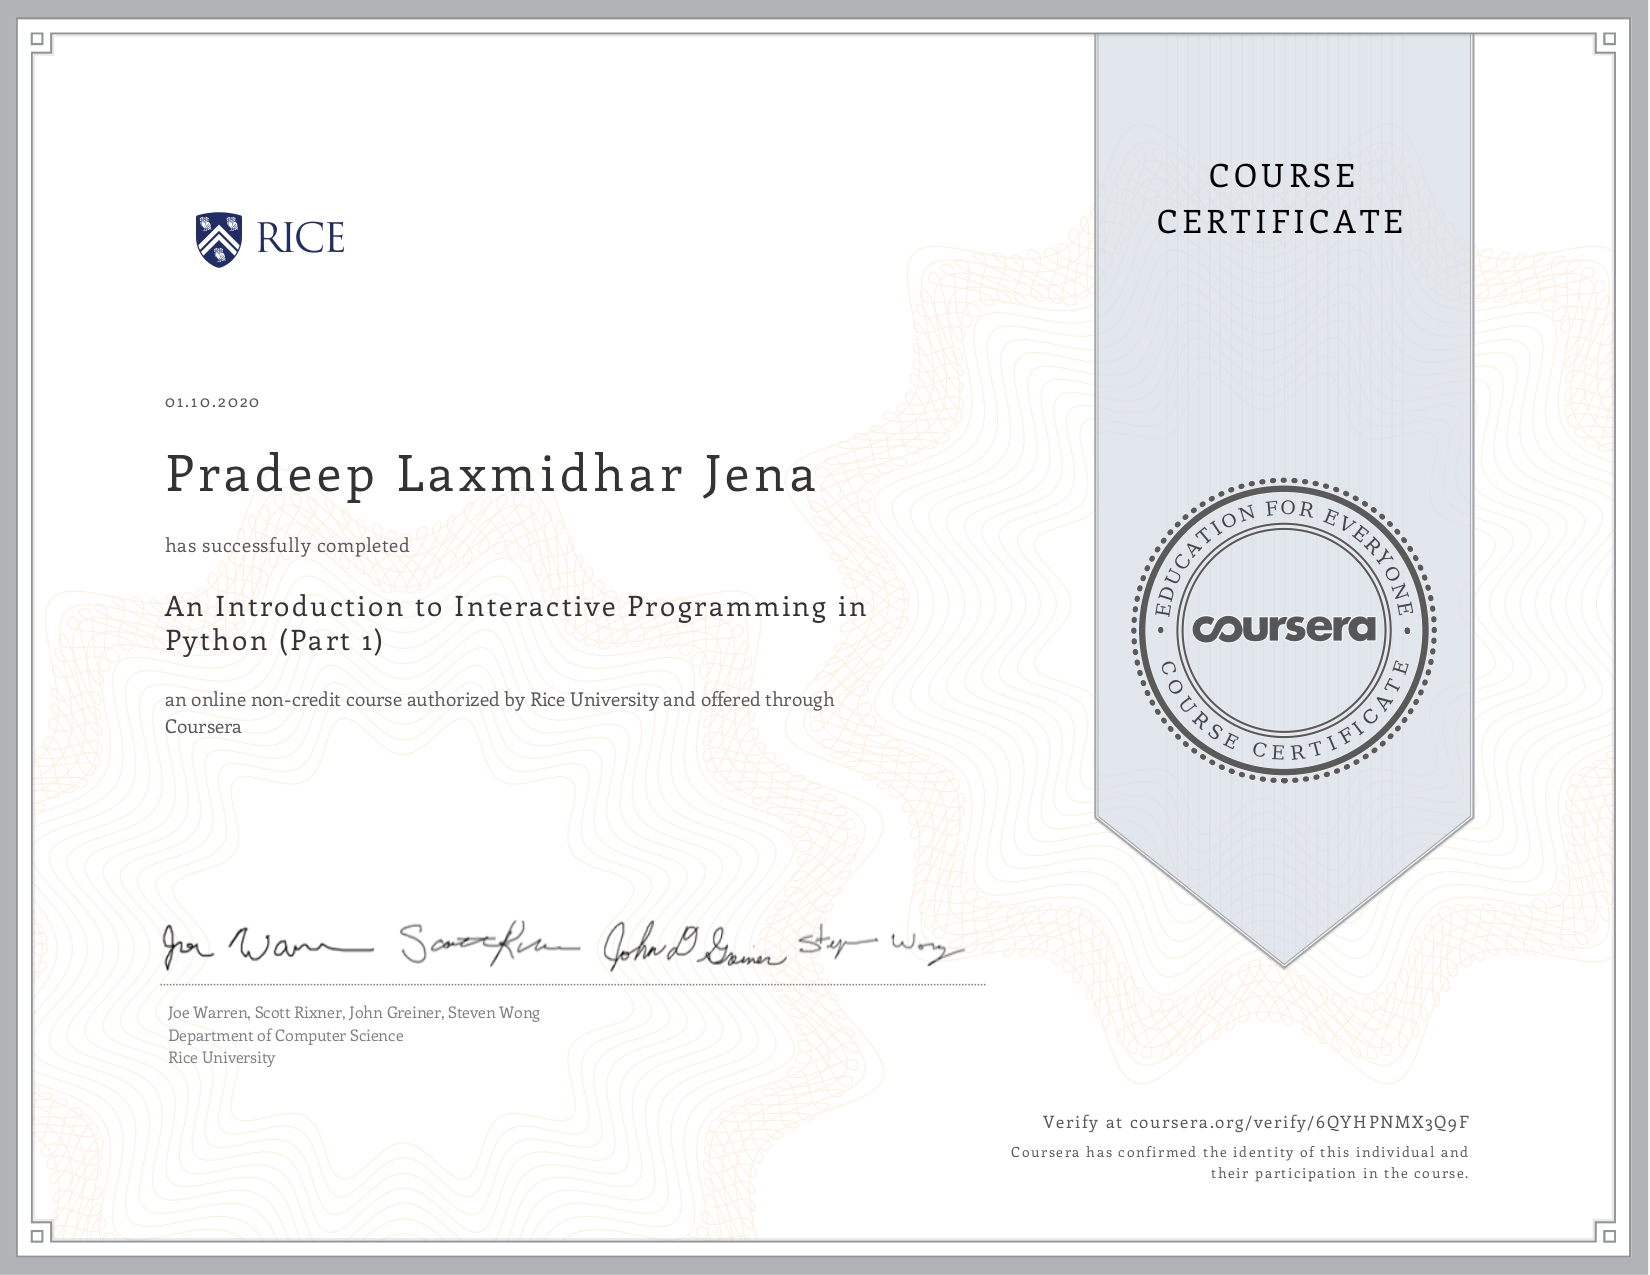 COURSE
CERTIFICATE
RICE
01.10.2020
Pradeep Laxmidhar Jena
has successfully completed
An Introduction to Interactive Programming in
Python (Part 1)
an online non-credit course authorized by Rice University and offered through
Coursera
EDUCATION FOR EVERYONE
coursera
COURSE CERTIFICATE
Joe Warren Scott Rixner John D Greiner Stephen Wong
Joe Warren, Scott Rixner, John Greiner, Steven Wong
Department of Computer Science
Rice University
Verify at coursera.org/verify/6QYHPNMX3Q9F
Coursera has confirmed the identity of this individual and
their participation in the course.